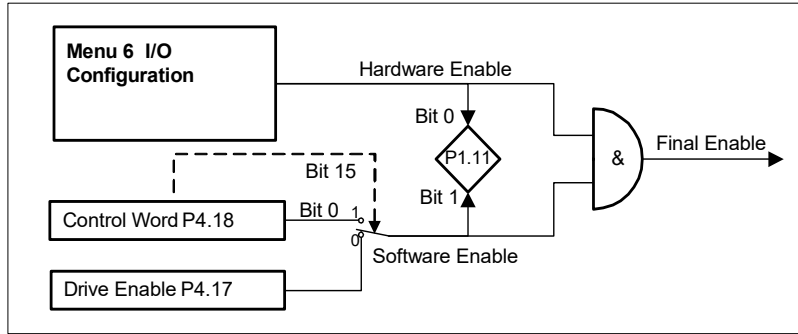 Menu 6 I/O
Configuration
Hardware Enable
Bit 0
P1.11
&
Final Enable
Bit 15
Bit 1
Control Word P4.18
Bit 0
1
0
Software Enable
Drive Enable P4.17